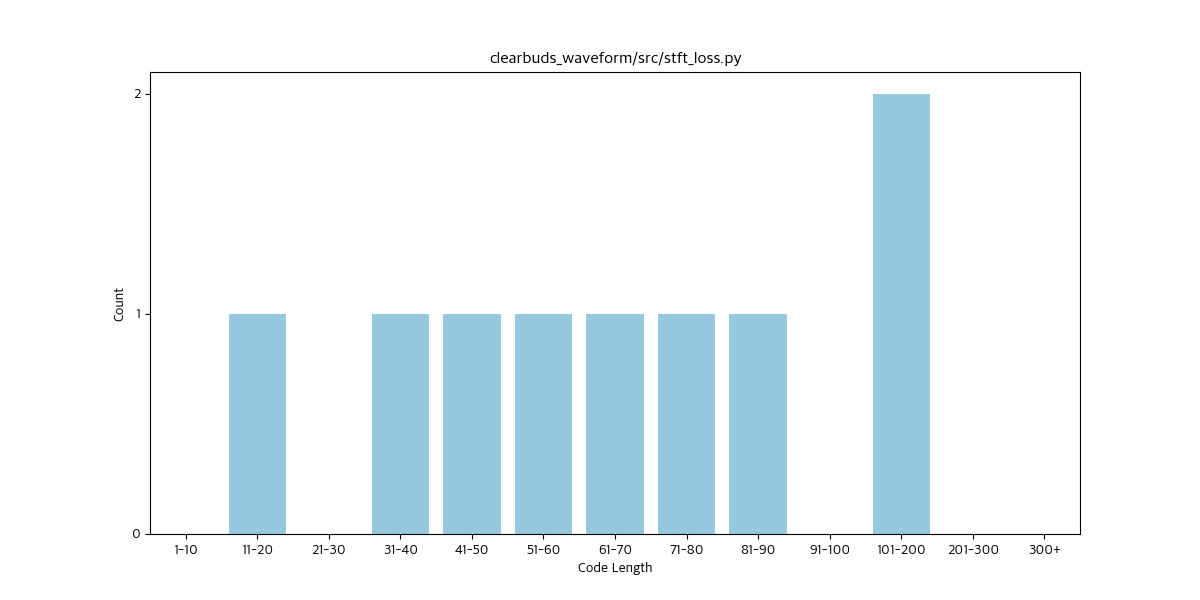 clearbuds_waveform/src/stft_loss.py
2
1
0
Count
1-10 11-20 21-30 31-40 41-50 51-60 61-70 71-80 81-90 91-100 101-200 201-300 300+
Code Length